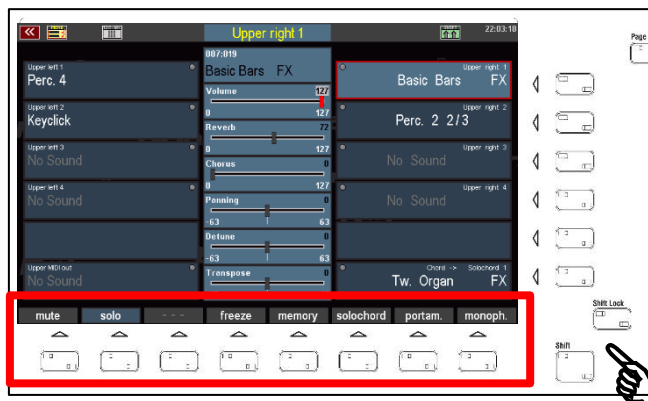 Upper right 1
22:03:10
Page
007:019
Basic Bars FX
Upper left 1
Perc. 4
Upper right 1
Basic Bars FX
Volume 127
0 127
Upper left 2
Keyclick
Upper right 2
Perc. 2 2/3
Reverb 72
0 127
Upper left 3
No Sound
Upper right 3
No Sound
Chorus 0
0 127
Upper left 4
No Sound
Upper right 4
No Sound
Panning 0
-63 63
Detune 0
-63 63
Upper MIDI out
No Sound
Chord -> Solochord 1
Tw. Organ FX
Transpose 0
mute solo --- freeze memory solochord portam. monoph.
Shift Lock
Shift